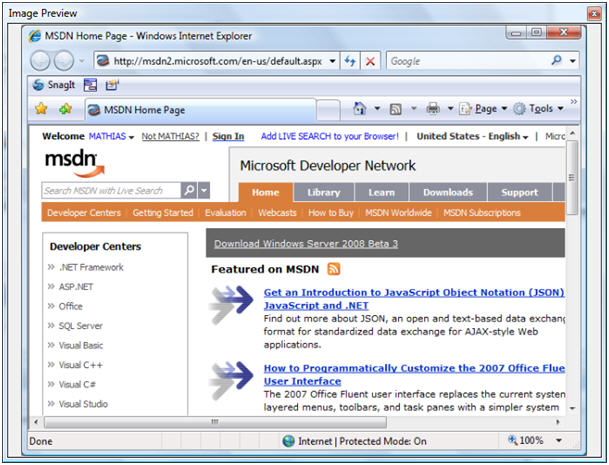 Image Preview
MSDN Home Page - Windows Internet Explorer
http://msdn2.microsoft.com/en-us/default.aspx
Google
SnagIt
MSDN Home Page
Page
Tools
»
Welcome MATHIAS Not MATHIAS? | Sign In Add LIVE SEARCH to your Browser! | United States - English | Micro
msdn
Microsoft Developer Network
Search MSDN with Live Search
Home Library Learn Downloads Support
Developer Centers | Getting Started | Evaluation | Webcasts | How to Buy | MSDN Worldwide | MSDN Subscriptions
Developer Centers
» .NET Framework
» ASP.NET
» Office
» SQL Server
» Visual Basic
» Visual C++
» Visual C#
» Visual Studio
Download Windows Server 2008 Beta 3
Featured on MSDN
Get an Introduction to JavaScript Object Notation (JSON)
JavaScript and .NET
Find out more about JSON, an open and text-based data exchang
format for standardized data exchange for AJAX-style Web
applications.
How to Programmatically Customize the 2007 Office Flue
User Interface
The 2007 Office Fluent user interface replaces the current system
layered menus, toolbars, and task panes with a simpler system
Done
Internet | Protected Mode: On
100%